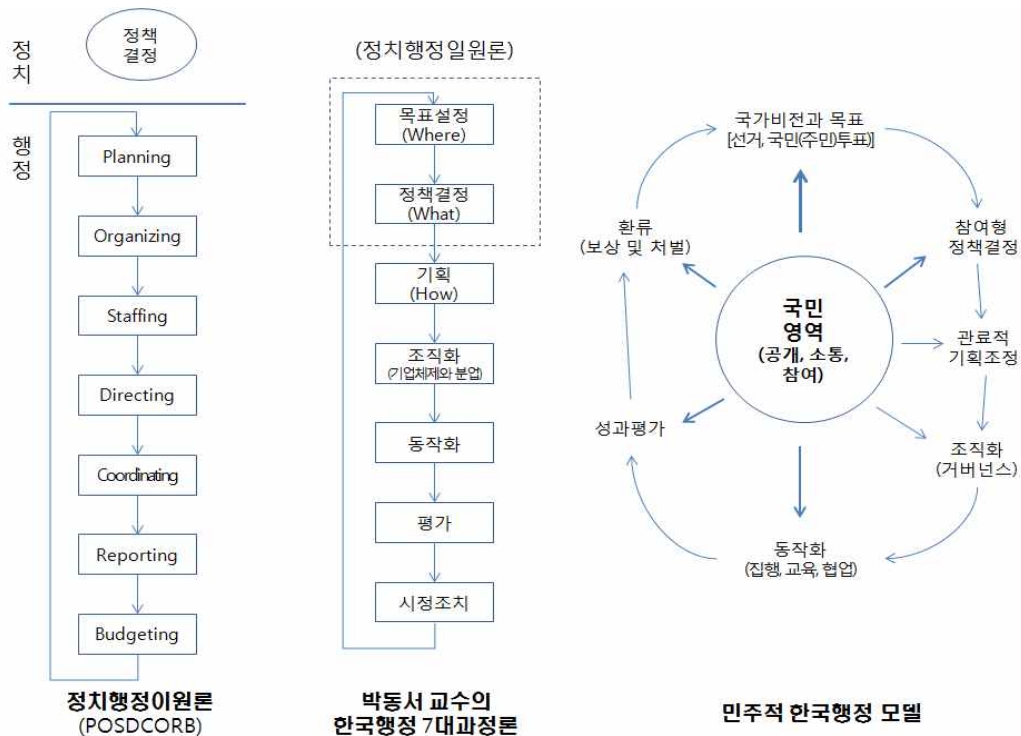 정
치
정책
결정
행
정
Planning
Organizing
Staffing
Directing
Coordinating
Reporting
Budgeting
정치행정이원론
(POSDCORB)
(정치행정일원론)
목표설정
(Where)
정책결정
(What)
기획
(How)
조직화
(기업체제와 분업)
동작화
평가
시정조치
박동서 교수의
한국행정 7대과정론
국가비전과 목표
[선거, 국민(주민)투표)]
참여형
정책결정
관료적
기획조정
조직화
(거버넌스)
동작화
(집행, 교육, 협업)
성과평가
환류
(보상 및 처벌)
국민
영역
(공개, 소통,
참여)
민주적 한국행정 모델